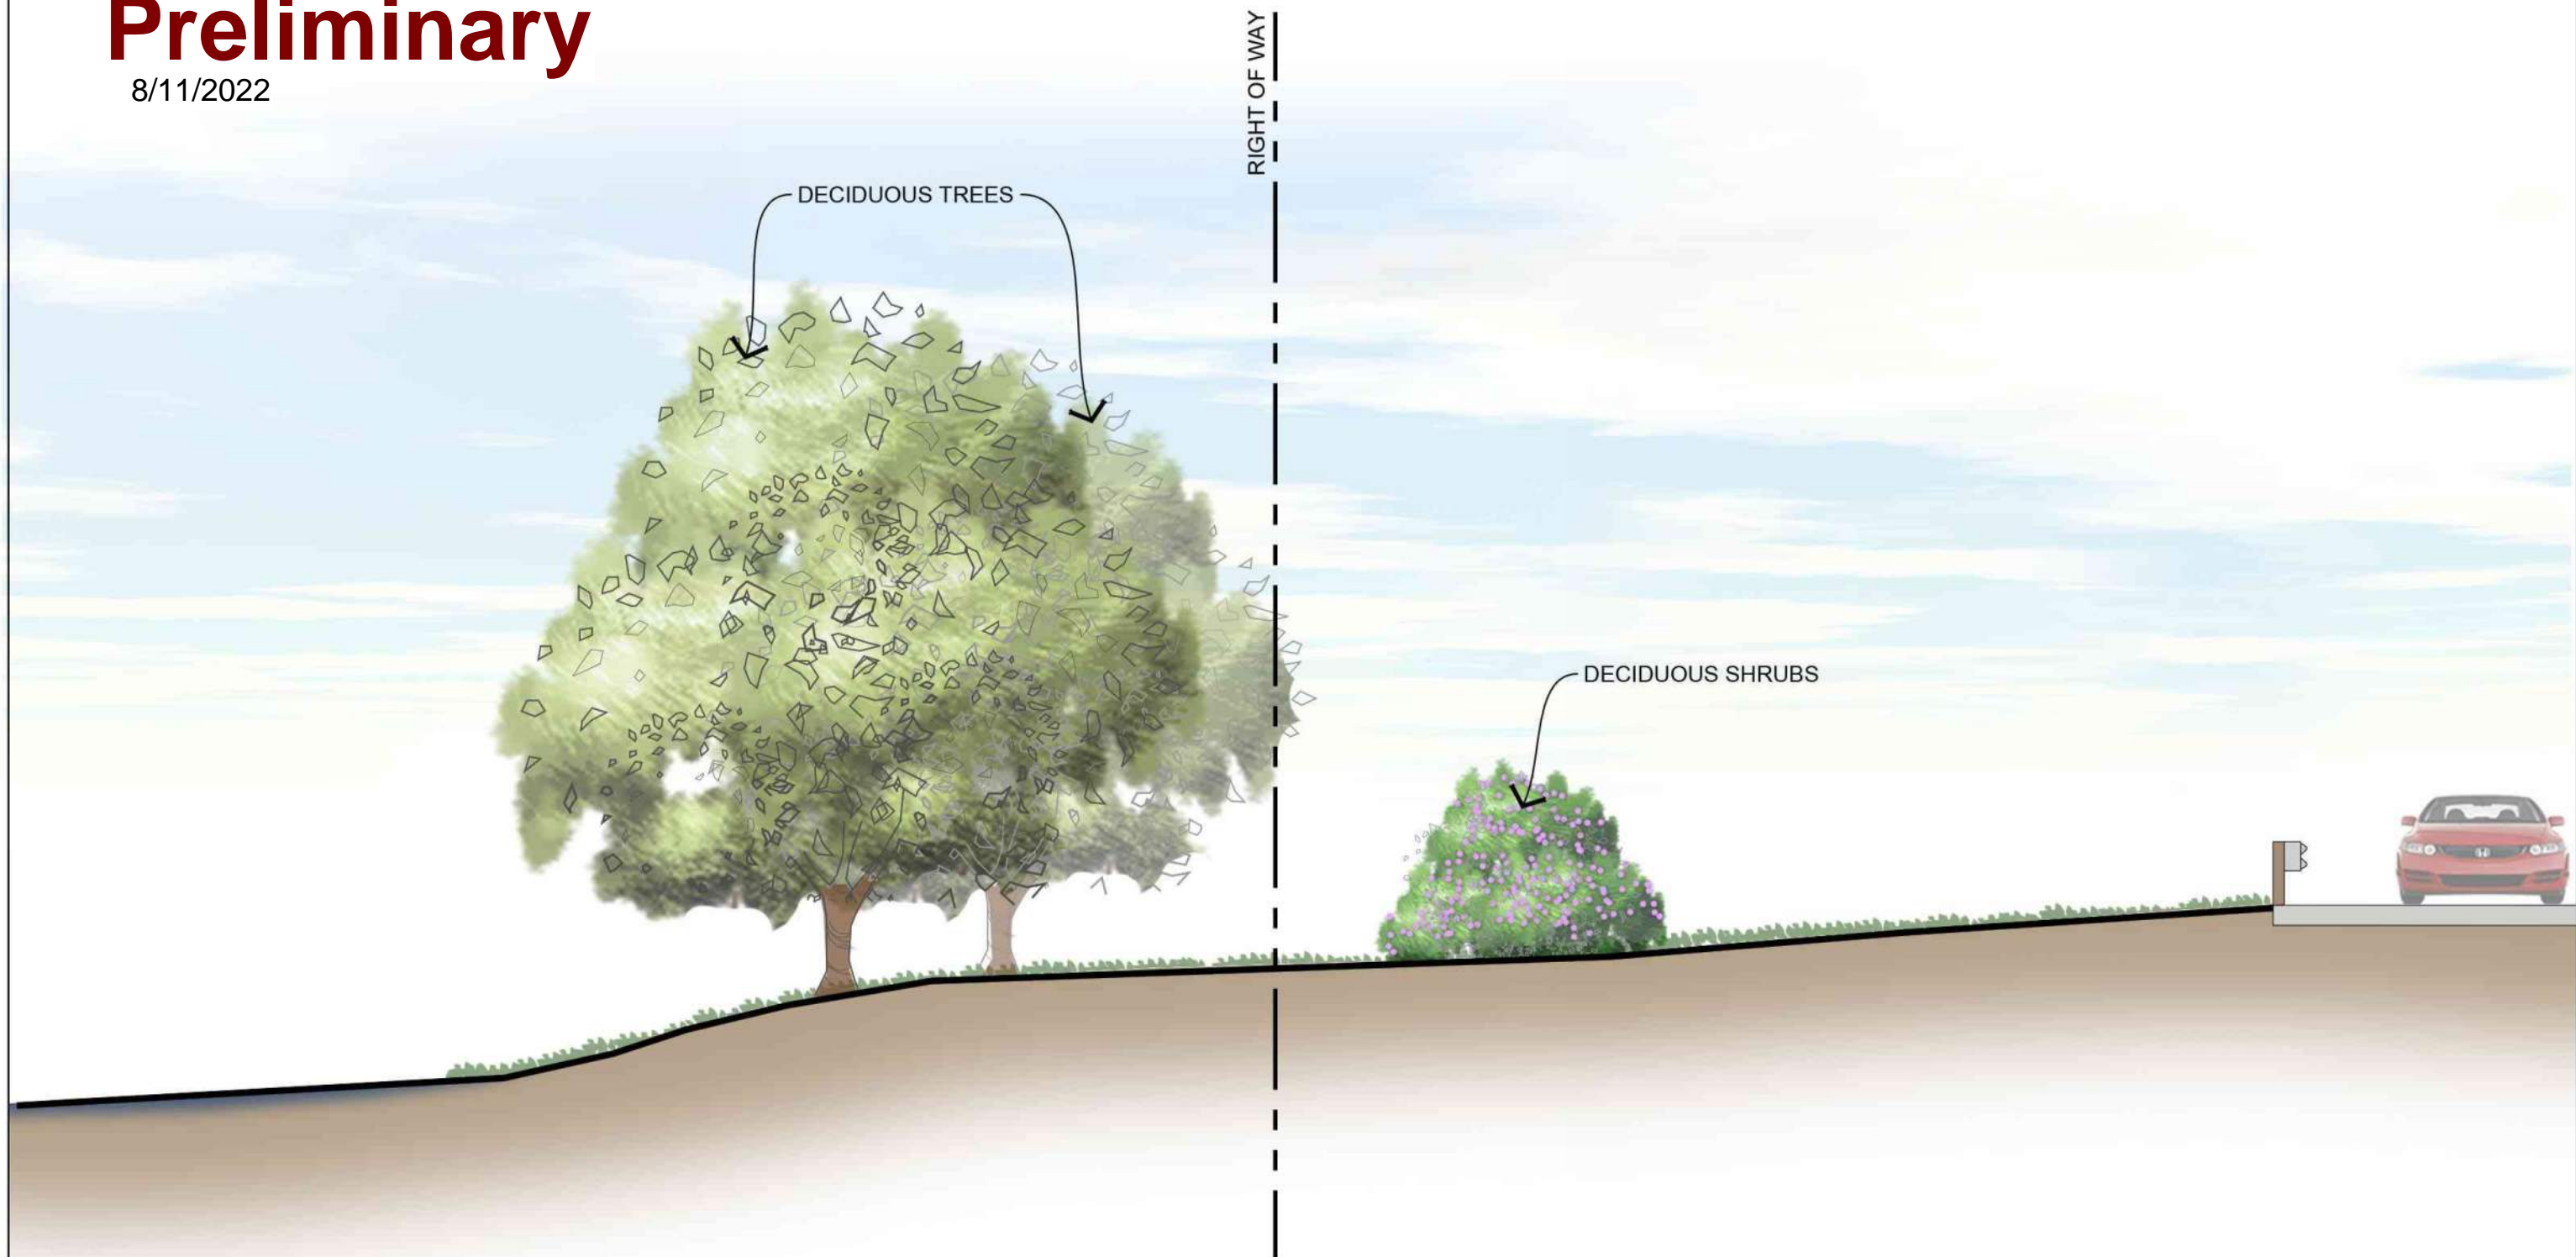 Preliminary
8/11/2022
RIGHT OF WAY
DECIDUOUS TREES
DECIDUOUS SHRUBS